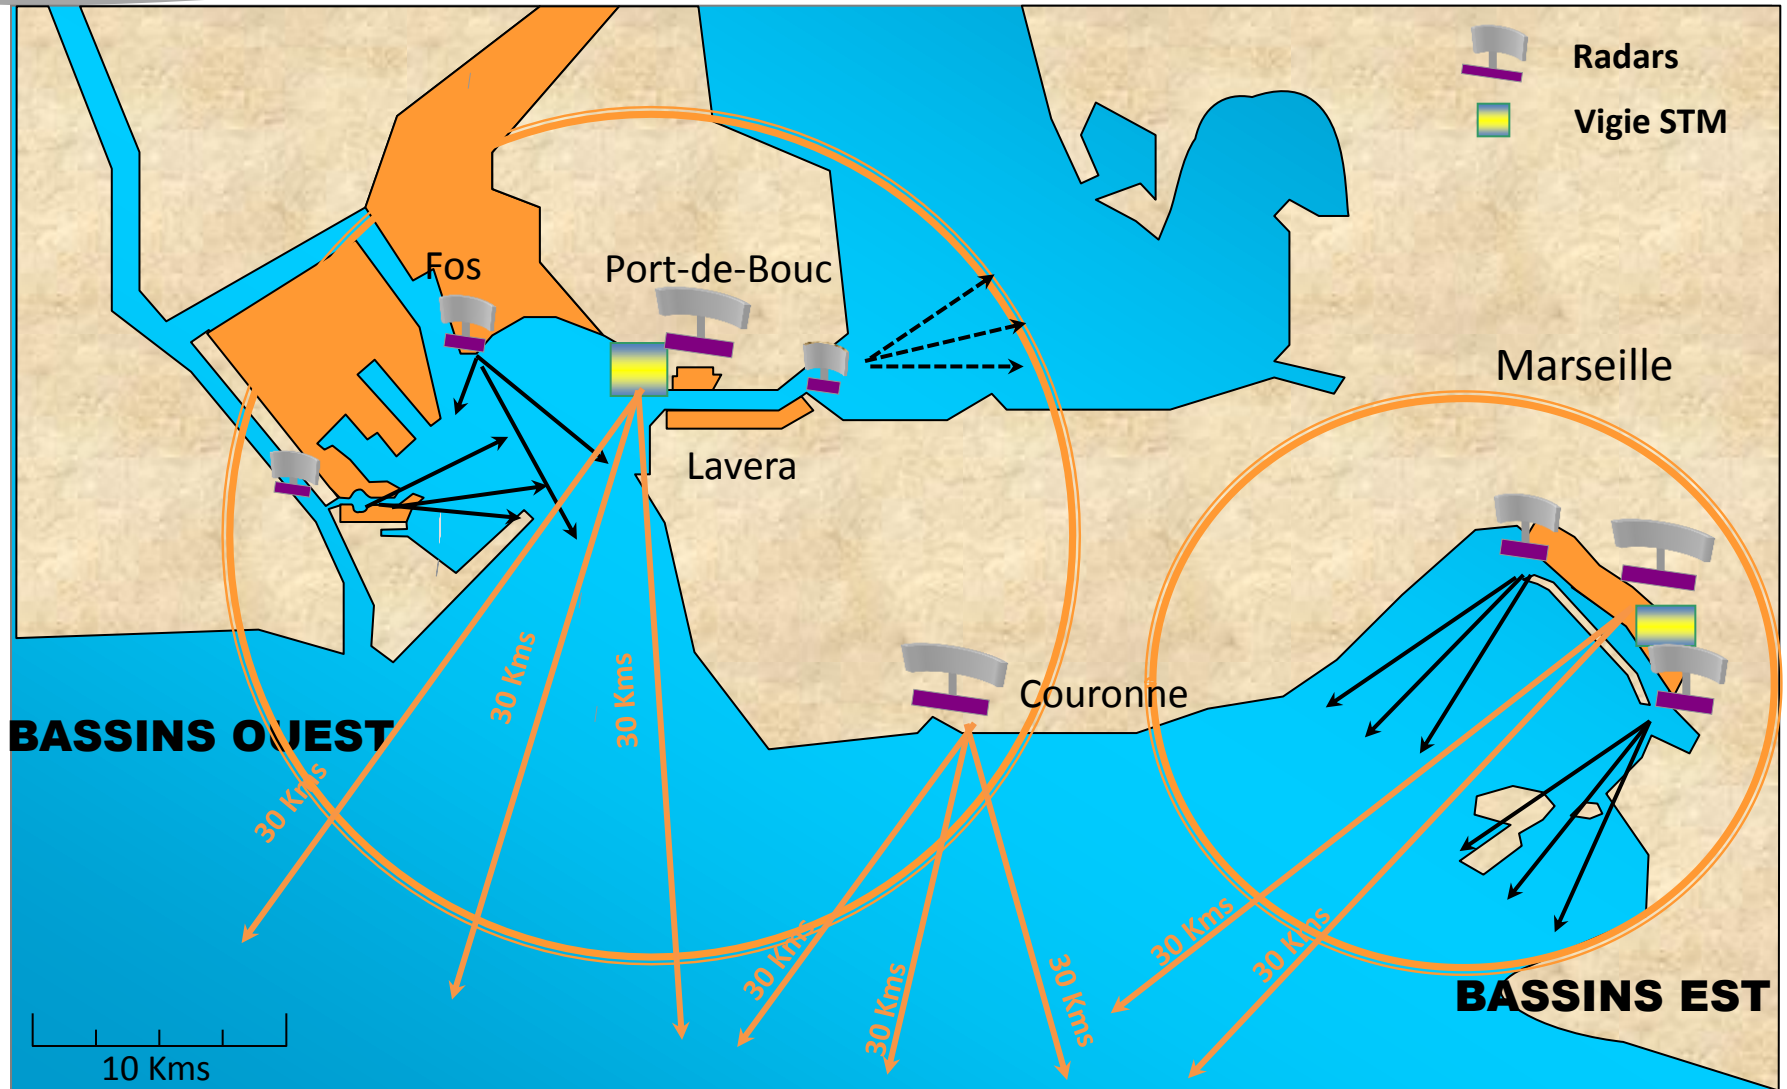 Radars
Vigie STM
Fos
Port-de-Bouc
Marseille
Lavera
30 Kms
30 Kms
Couronne
BASSINS OUEST
30 Kms
30 Kms
30 Kms
30 Kms
30 Kms
30 Kms
BASSINS EST
10 Kms